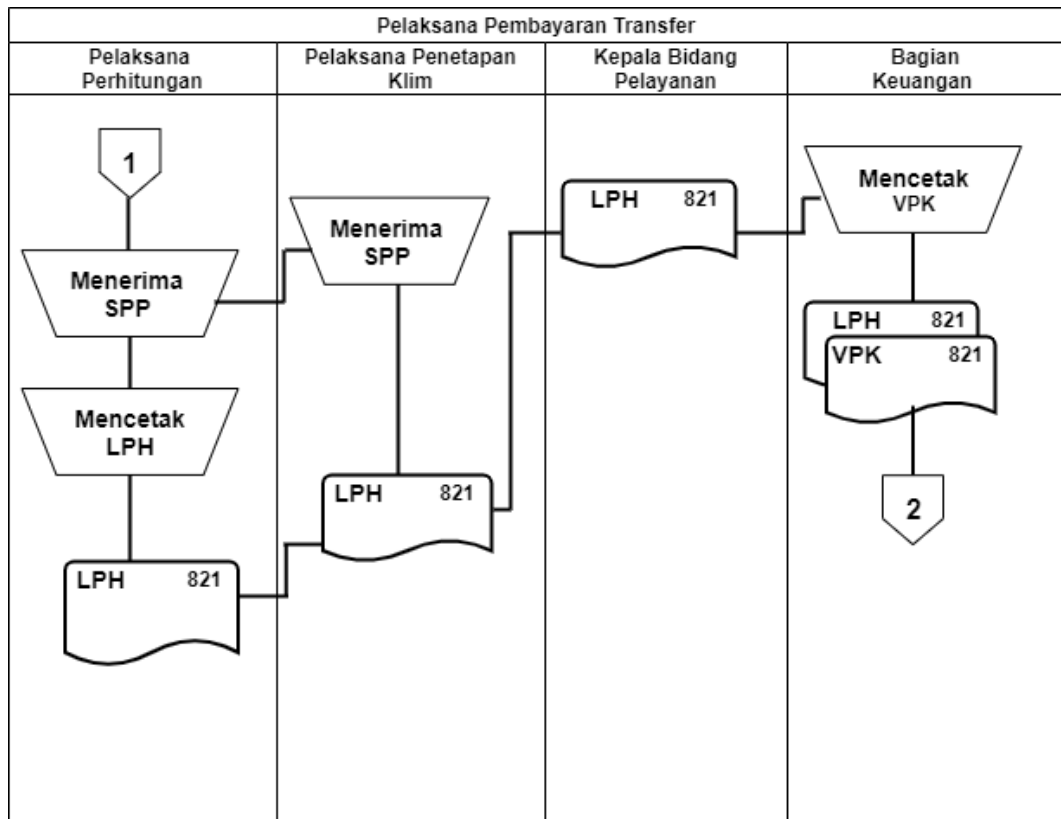 Pelaksana Pembayaran Transfer
Pelaksana
Perhitungan
Pelaksana Penetapan
Klim
Kepala Bidang
Pelayanan
Bagian
Keuangan
1
Menerima
SPP
Mencetak
LPH
LPH 821
Menerima
SPP
LPH 821
LPH 821
Mencetak
VPK
LPH 821
VPK 821
2